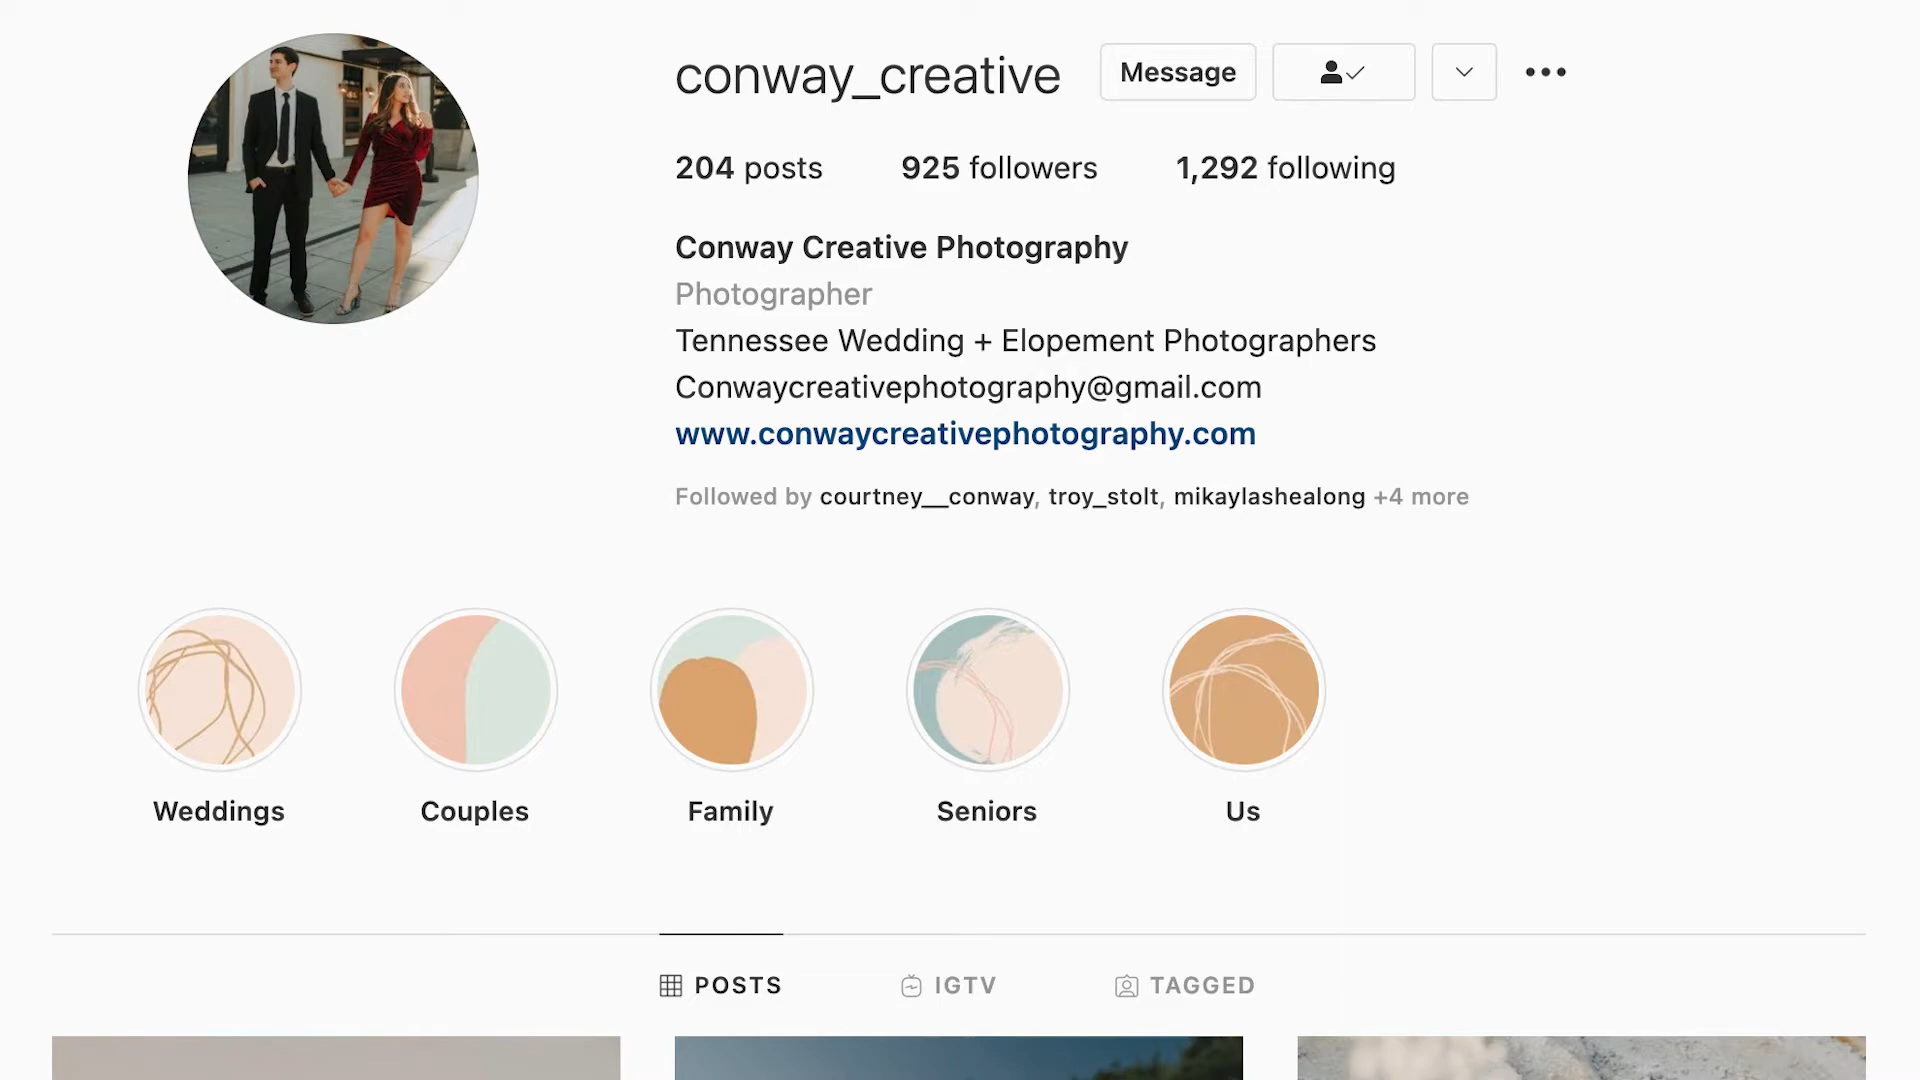 conway_creative Message
204 posts 925 followers 1,292 following
Conway Creative Photography
Photographer
Tennessee Wedding + Elopement Photographers
Conwaycreativephotography@gmail.com
www.conwaycreativephotography.com
Followed by courtney__conway, troy_stolt, mikaylashealong +4 more
Weddings Couples Family Seniors Us
POSTS IGTV TAGGED